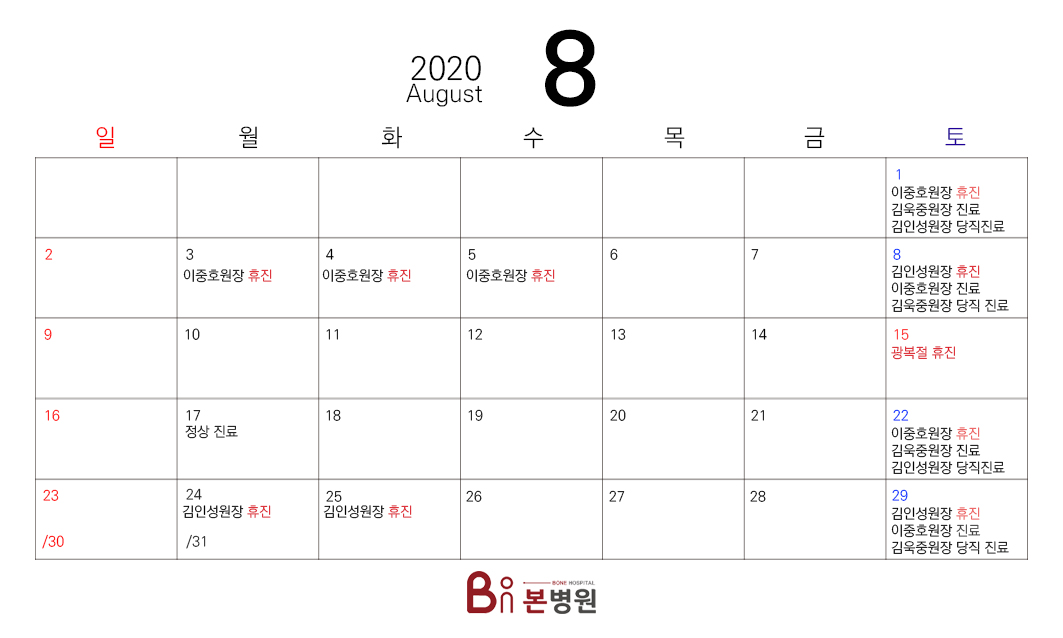 2020
August
8
일 월 화 수 목 금 토
1
이중호원장 휴진
김욱중원장 진료
김인성원장 당직진료
2
3
이중호원장 휴진
4
이중호원장 휴진
5
이중호원장 휴진
6
7
8
김인성원장 휴진
이중호원장 진료
김욱중원장 당직 진료
9
10
11
12
13
14
15
광복절 휴진
16
17
정상 진료
18
19
20
21
22
이중호원장 휴진
김욱중원장 진료
김인성원장 당직진료
23
/30
24
김인성원장 휴진
/31
25
김인성원장 휴진
26
27
28
29
김인성원장 휴진
이중호원장 진료
김욱중원장 당직 진료
Bon
BONE HOSPITAL
본병원